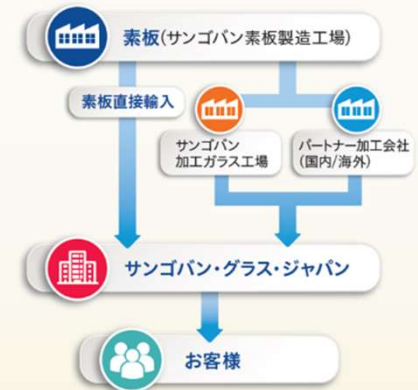 素板(サンゴバン素板製造工場)
素板直接輸入
サンゴバン
加工ガラス工場
パートナー加工会社
(国内/海外)
サンゴバン・グラス・ジャパン
お客様